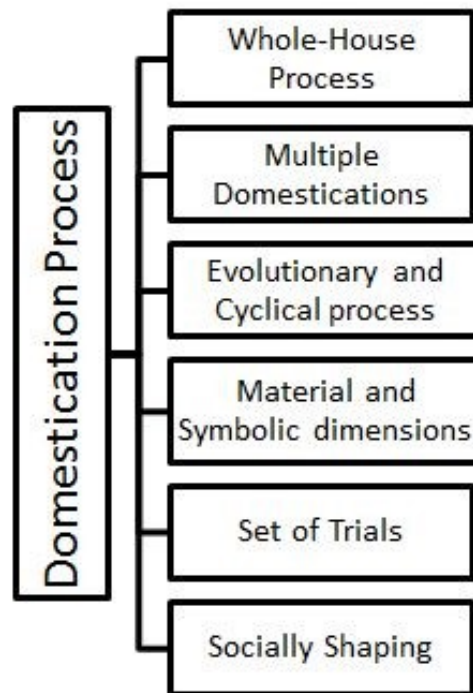 Domestication Process
Whole-House
Process
Multiple
Domestications
Evolutionary and
Cyclical process
Material and
Symbolic dimensions
Set of Trials
Socially Shaping